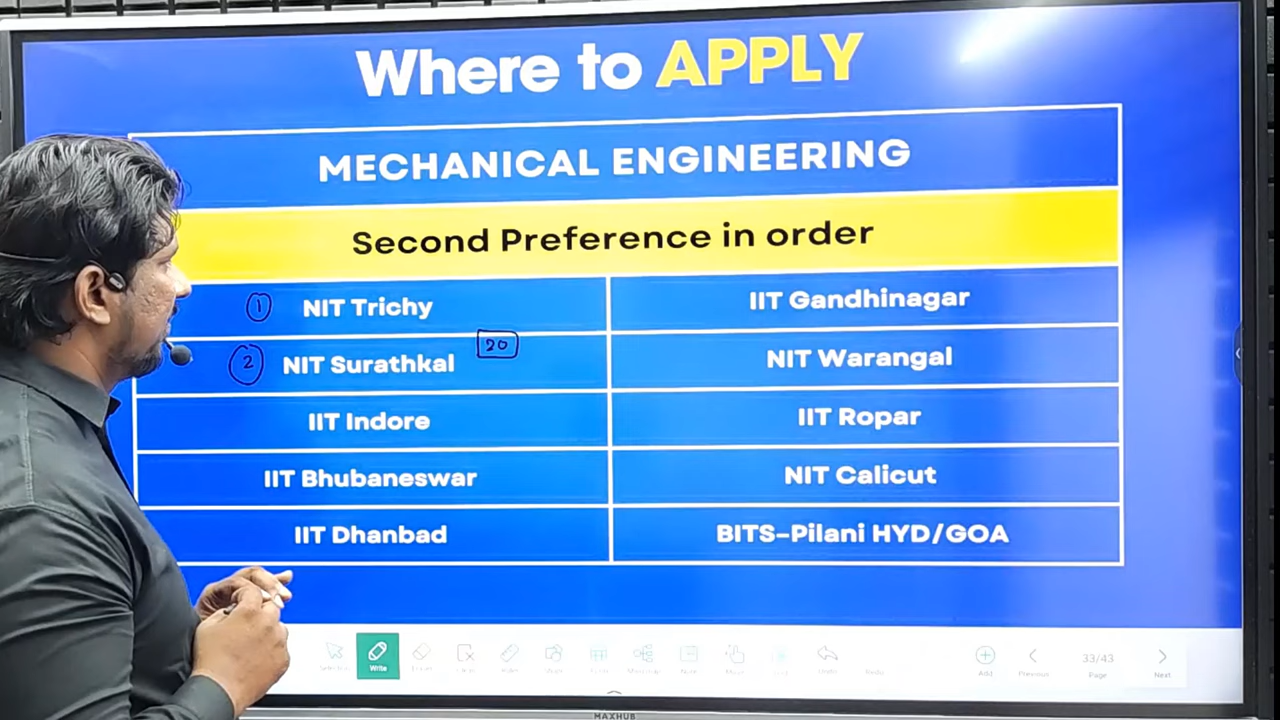 Where to APPLY
MECHANICAL ENGINEERING
Second Preference in order
1 NIT Trichy
IIT Gandhinagar
2 NIT Surathkal 20
NIT Warangal
IIT Indore
IIT Ropar
IIT Bhubaneswar
NIT Calicut
IIT Dhanbad
BITS–Pilani HYD/GOA
Write
Undo
Add
Previous
33/43
Page
Next
MAXHUB